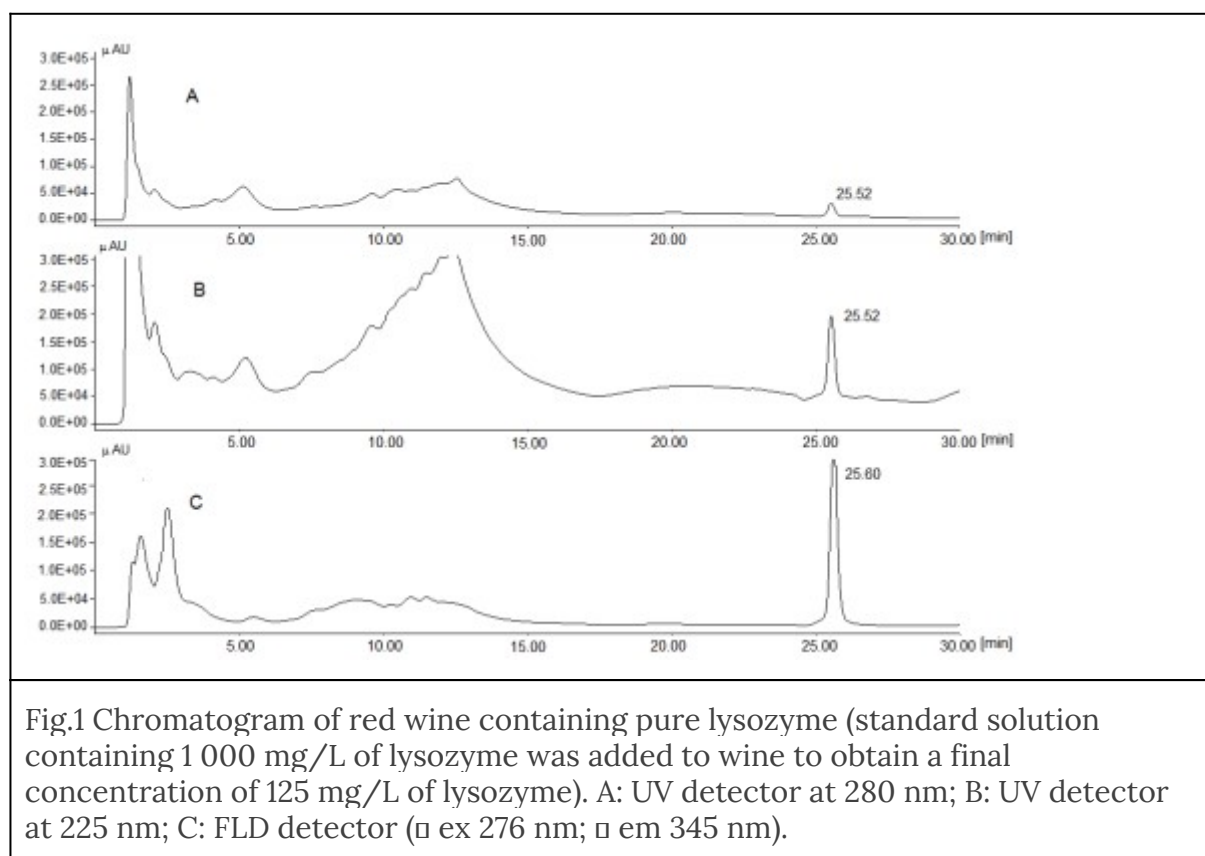 µ AU
3.0E+05
2.5E+05
2.0E+05
1.5E+05
1.0E+05
5.0E+04
0.0E+00
A
25.52
5.00 10.00 15.00 20.00 25.00 30.00 [min]
µ AU
3.0E+05
2.5E+05
2.0E+05
1.5E+05
1.0E+05
5.0E+04
0.0E+00
B
25.52
5.00 10.00 15.00 20.00 25.00 30.00 [min]
µ AU
3.0E+05
2.5E+05
2.0E+05
1.5E+05
1.0E+05
5.0E+04
0.0E+00
C
25.60
5.00 10.00 15.00 20.00 25.00 30.00 [min]
Fig.1 Chromatogram of red wine containing pure lysozyme (standard solution
containing 1 000 mg/L of lysozyme was added to wine to obtain a final
concentration of 125 mg/L of lysozyme). A: UV detector at 280 nm; B: UV detector
at 225 nm; C: FLD detector (□ ex 276 nm; □ em 345 nm).